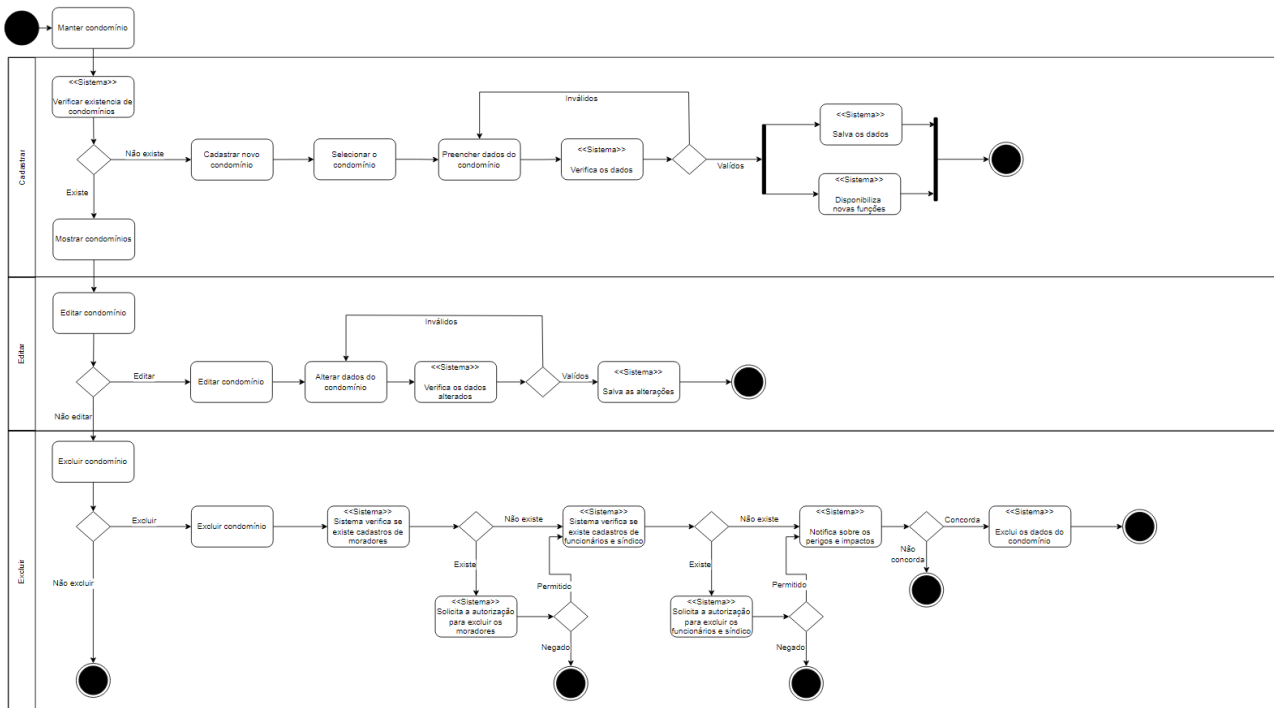 Manter condomínio
Cadastrar
<<Sistema>>
Verificar existencia de
condomínios
Não existe
Existe
Cadastrar novo
condomínio
Selecionar o
condomínio
Preencher dados do
condomínio
Inválidos
<<Sistema>>
Verifica os dados
Valídos
<<Sistema>>
Salva os dados
<<Sistema>>
Disponibiliza
novas funções
Mostrar condomínios
Editar
Editar condomínio
Editar
Não editar
Editar condomínio
Alterar dados do
condomínio
Inválidos
<<Sistema>>
Verifica os dados
alterados
Valídos
<<Sistema>>
Salva as alterações
Excluir
Excluir condomínio
Excluir
Não excluir
Excluir condomínio
<<Sistema>>
Sistema verifica se
existe cadastros de
moradores
Não existe
Existe
<<Sistema>>
Solicita a autorização
para excluir os
moradores
Permitido
Negado
<<Sistema>>
Sistema verifica se
existe cadastros de
funcionários e síndico
Não existe
Existe
<<Sistema>>
Solicita a autorização
para excluir os
funcionários e síndico
Permitido
Negado
<<Sistema>>
Notifica sobre os
perigos e impactos
Concorda
Não
concorda
<<Sistema>>
Exclui os dados do
condomínio